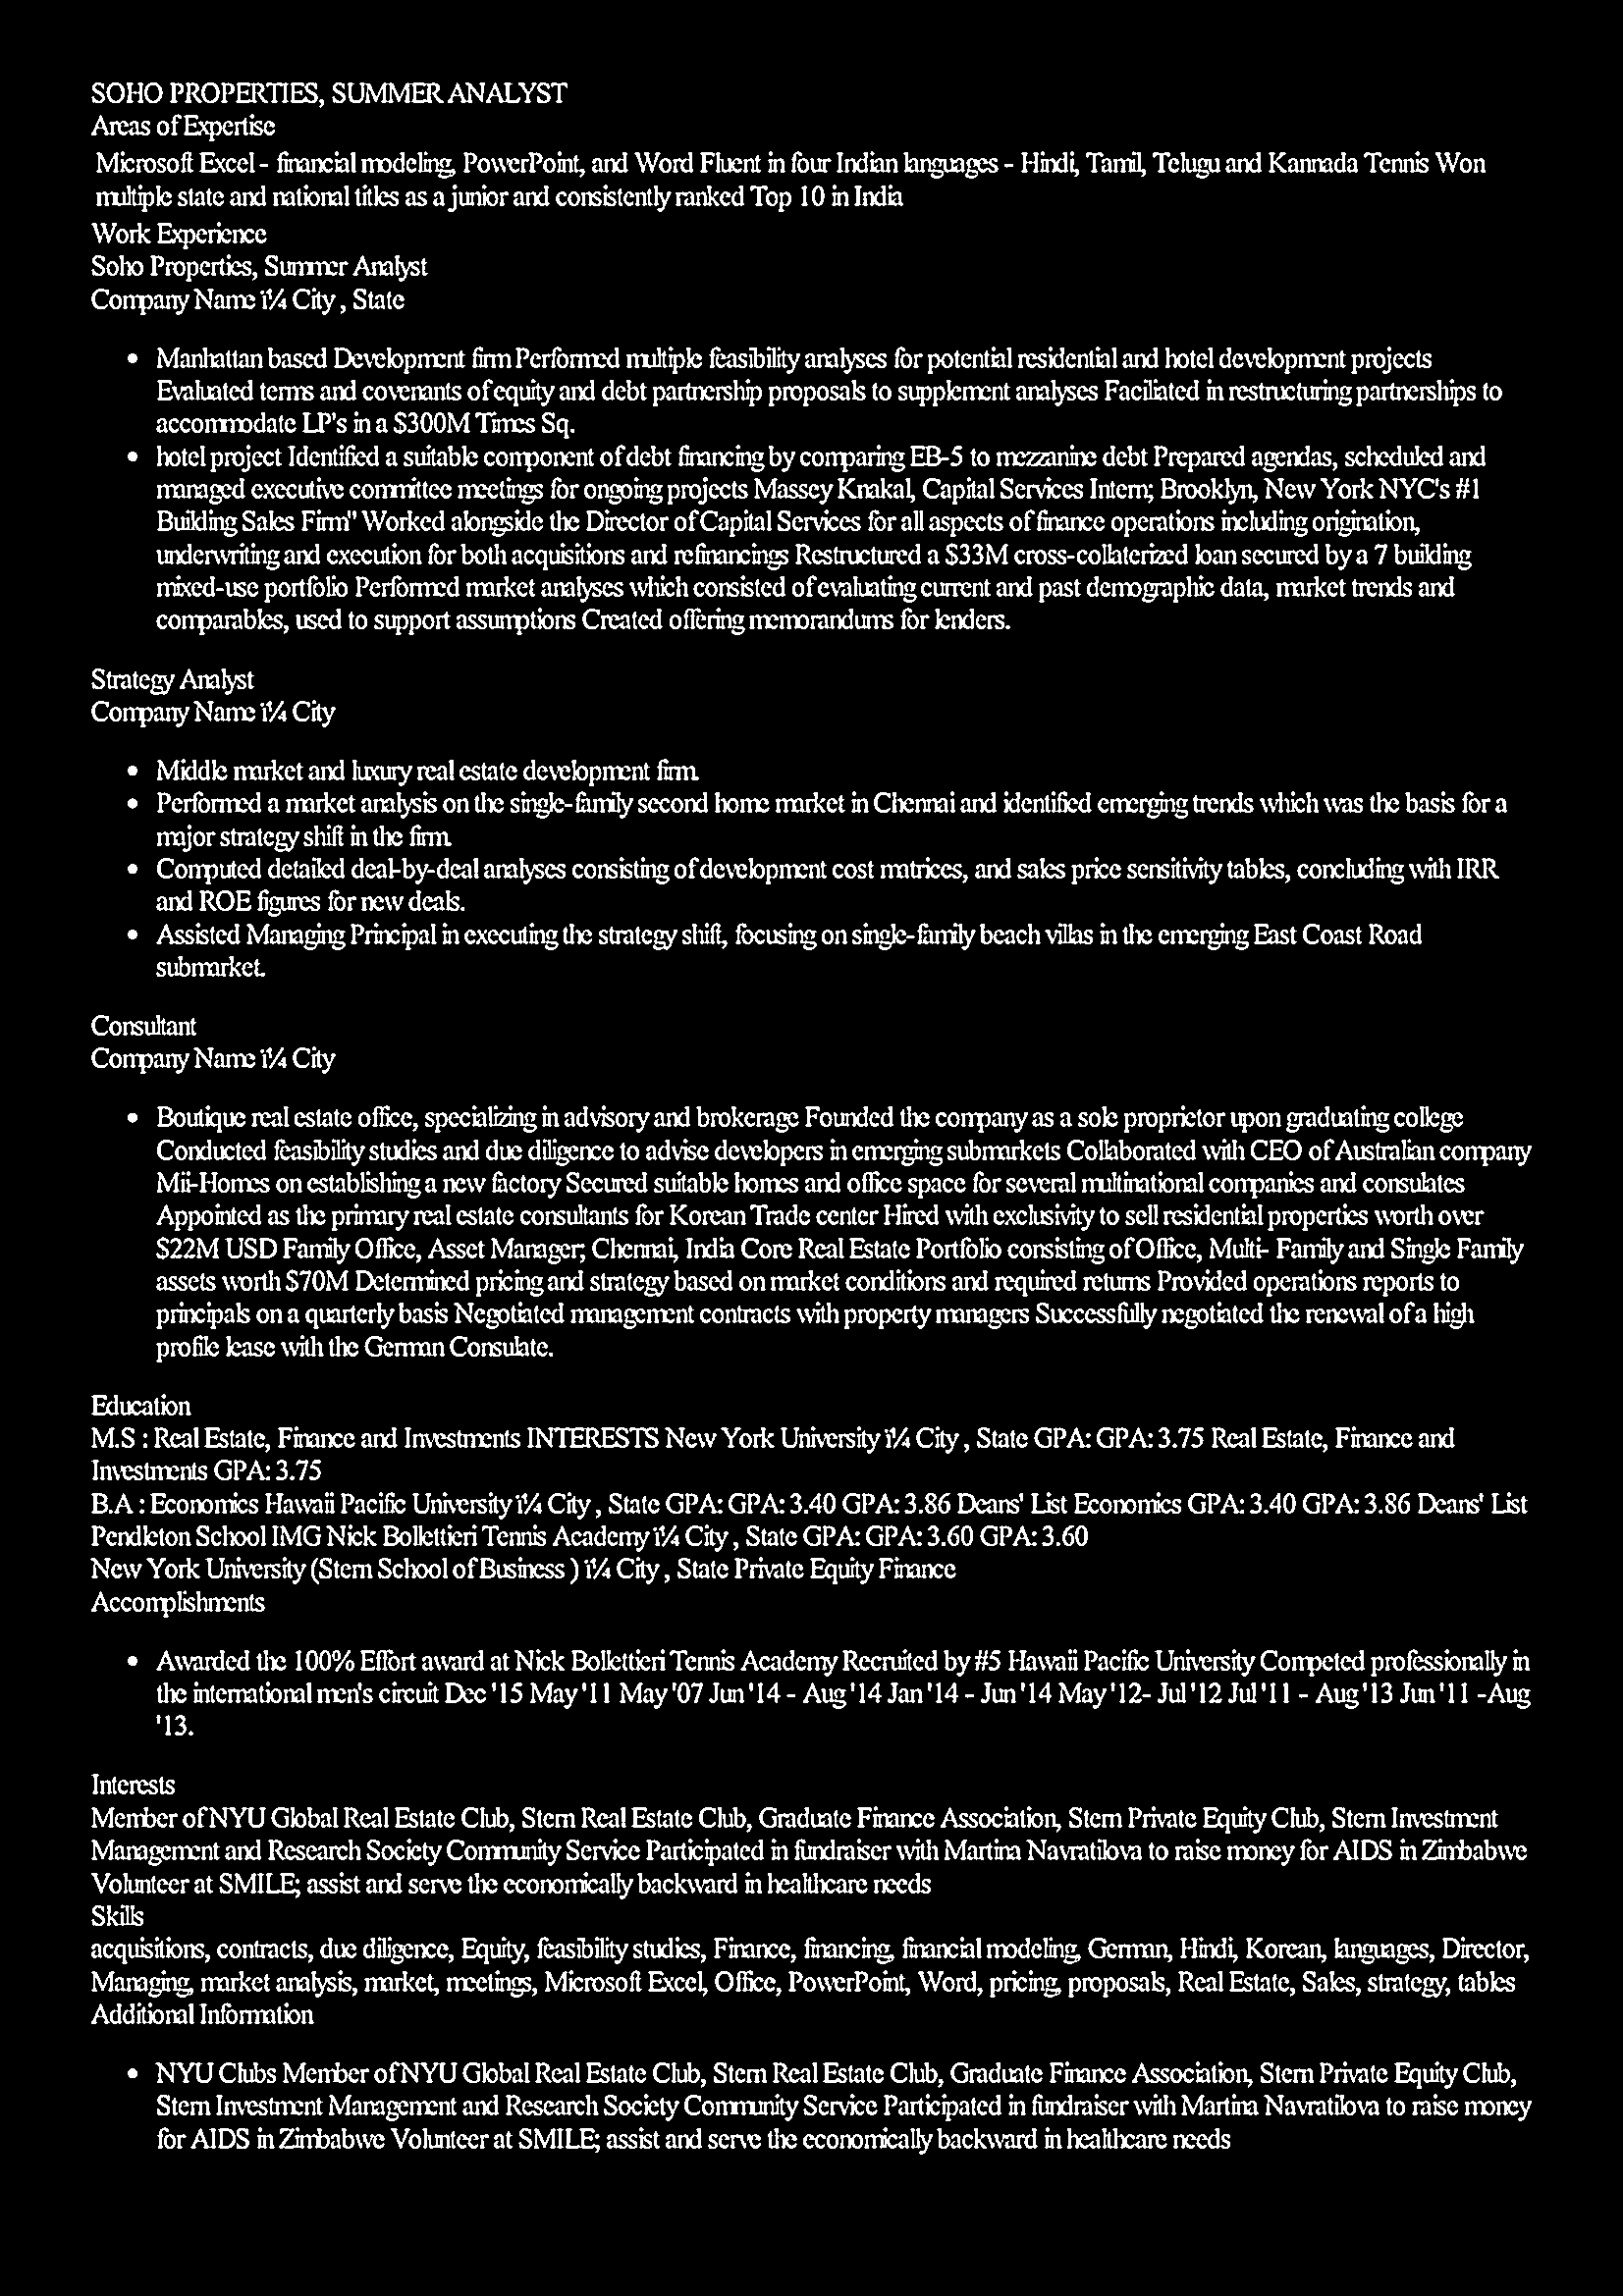 SOHO PROPERTIES, SUMMER ANALYST
Areas of Expertise
Microsoft Excel - financial modeling, PowerPoint, and Word Fluent in four Indian languages - Hindi, Tamil, Telugu and Kannada Tennis Won
multiple state and national titles as a junior and consistently ranked Top 10 in India
Work Experience
Soho Properties, Summer Analyst
Company Name ï¼ City , State
• Manhattan based Development firm Performed multiple feasibility analyses for potential residential and hotel development projects
Evaluated terms and covenants of equity and debt partnership proposals to supplement analyses Faciliated in restructuring partnerships to
accommodate LP's in a $300M Times Sq.
• hotel project Identified a suitable component of debt financing by comparing EB-5 to mezzanine debt Prepared agendas, scheduled and
managed executive committee meetings for ongoing projects Massey Knakal, Capital Services Intern; Brooklyn, New York NYC's #1
Building Sales Firm" Worked alongside the Director of Capital Services for all aspects of finance operations including origination,
underwriting and execution for both acquisitions and refinancings Restructured a $33M cross-collaterized loan secured by a 7 building
mixed-use portfolio Performed market analyses which consisted of evaluating current and past demographic data, market trends and
comparables, used to support assumptions Created offering memorandums for lenders.
Strategy Analyst
Company Name ï¼ City
• Middle market and luxury real estate development firm.
• Performed a market analysis on the single-family second home market in Chennai and identified emerging trends which was the basis for a
major strategy shift in the firm.
• Computed detailed deal-by-deal analyses consisting of development cost matrices, and sales price sensitivity tables, concluding with IRR
and ROE figures for new deals.
• Assisted Managing Principal in executing the strategy shift, focusing on single-family beach villas in the emerging East Coast Road
submarket.
Consultant
Company Name ï¼ City
• Boutique real estate office, specializing in advisory and brokerage Founded the company as a sole proprietor upon graduating college
Conducted feasibility studies and due diligence to advise developers in emerging submarkets Collaborated with CEO of Australian company
Mii-Homes on establishing a new factory Secured suitable homes and office space for several multinational companies and consulates
Appointed as the primary real estate consultants for Korean Trade center Hired with exclusivity to sell residential properties worth over
$22M USD Family Office, Asset Manager; Chennai, India Core Real Estate Portfolio consisting of Office, Multi- Family and Single Family
assets worth $70M Determined pricing and strategy based on market conditions and required returns Provided operations reports to
principals on a quarterly basis Negotiated management contracts with property managers Successfully negotiated the renewal of a high
profile lease with the German Consulate.
Education
M.S : Real Estate, Finance and Investments INTERESTS New York University ï¼ City , State GPA: GPA: 3.75 Real Estate, Finance and
Investments GPA: 3.75
B.A : Economics Hawaii Pacific University ï¼ City , State GPA: GPA: 3.40 GPA: 3.86 Deans' List Economics GPA: 3.40 GPA: 3.86 Deans' List
Pendleton School IMG Nick Bollettieri Tennis Academy ï¼ City , State GPA: GPA: 3.60 GPA: 3.60
New York University (Stern School of Business ) ï¼ City , State Private Equity Finance
Accomplishments
• Awarded the 100% Effort award at Nick Bollettieri Tennis Academy Recruited by #5 Hawaii Pacific University Competed professionally in
the international men's circuit Dec '15 May '11 May '07 Jun '14 - Aug '14 Jan '14 - Jun '14 May '12- Jul '12 Jul '11 - Aug '13 Jun '11 -Aug
'13.
Interests
Member of NYU Global Real Estate Club, Stern Real Estate Club, Graduate Finance Association, Stern Private Equity Club, Stern Investment
Management and Research Society Community Service Participated in fundraiser with Martina Navratilova to raise money for AIDS in Zimbabwe
Volunteer at SMILE; assist and serve the economically backward in healthcare needs
Skills
acquisitions, contracts, due diligence, Equity, feasibility studies, Finance, financing, financial modeling, German, Hindi, Korean, languages, Director,
Managing, market analysis, market, meetings, Microsoft Excel, Office, PowerPoint, Word, pricing, proposals, Real Estate, Sales, strategy, tables
Additional Information
• NYU Clubs Member of NYU Global Real Estate Club, Stern Real Estate Club, Graduate Finance Association, Stern Private Equity Club,
Stern Investment Management and Research Society Community Service Participated in fundraiser with Martina Navratilova to raise money
for AIDS in Zimbabwe Volunteer at SMILE; assist and serve the economically backward in healthcare needs